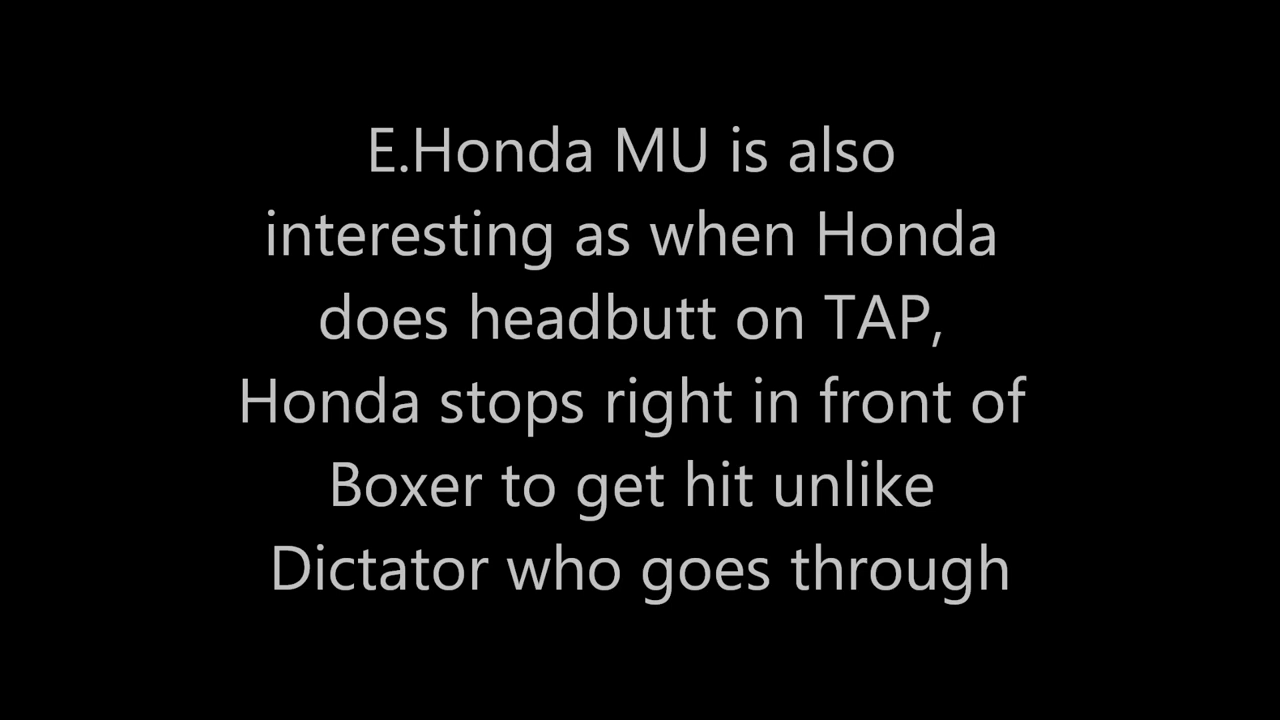 E.Honda MU is also
interesting as when Honda
does headbutt on TAP,
Honda stops right in front of
Boxer to get hit unlike
Dictator who goes through